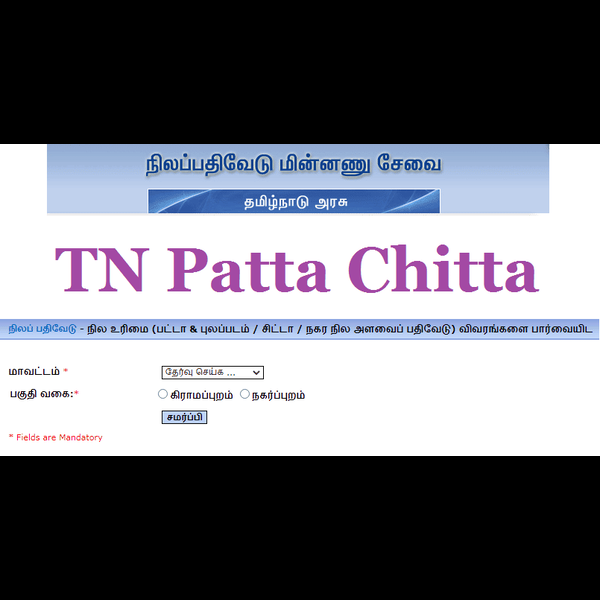 நிலப்பதிவேடு மின்னணு சேவை
தமிழ்நாடு அரசு
TN Patta Chitta
நிலப் பதிவேடு - நில உரிமை (பட்டா & புலப்படம் / சிட்டா / நகர நில அளவைப் பதிவேடு) விவரங்களை பார்வையிட
மாவட்டம் * தேர்வு செய்க ...
பகுதி வகை:* கிராமப்புறம் நகர்ப்புறம்
சமர்ப்பி
* Fields are Mandatory